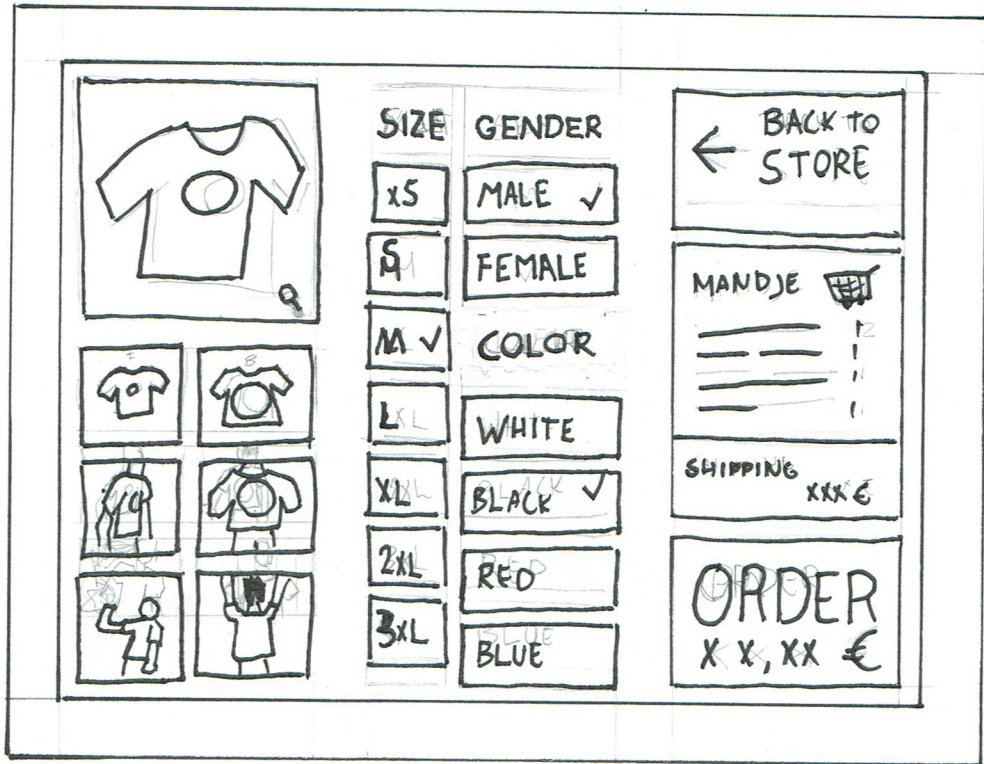 F
B
SIZE
XS
S
M
L
XL
2XL
3XL
GENDER
MALE
FEMALE
COLOR
WHITE
BLACK
RED
BLUE
BACK TO
STORE
MANDJE
SHIPPING
XXX €
ORDER
X X, XX €